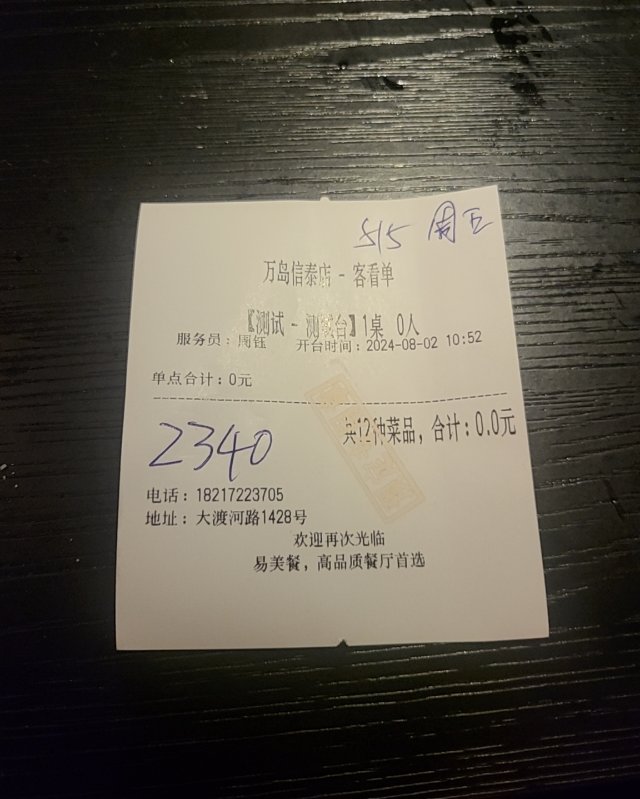 815 周五
万岛信泰店 - 客看单
【测试 - 测试台】1桌 0人
服务员：周钰 开台时间：2024-08-02 10:52
单点合计：0元
共12种菜品，合计：0.0元
2340
电话：18217223705
地址：大渡河路1428号
欢迎再次光临
易美餐，高品质餐厅首选